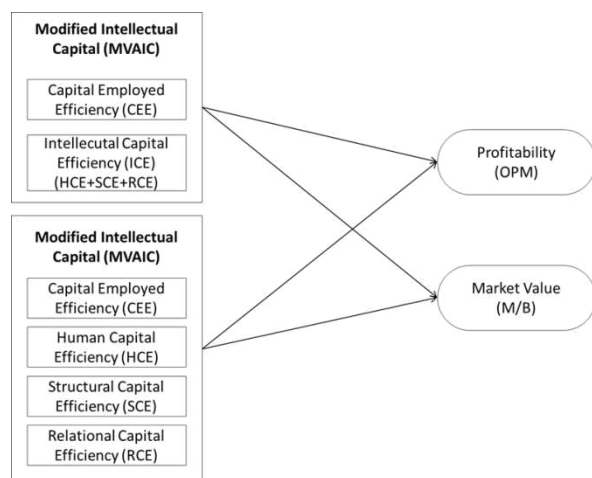 Modified Intellectual
Capital (MVAIC)
Capital Employed
Efficiency (CEE)
Intellecutal Capital
Efficiency (ICE)
(HCE+SCE+RCE)
Modified Intellectual
Capital (MVAIC)
Capital Employed
Efficiency (CEE)
Human Capital
Efficiency (HCE)
Structural Capital
Efficiency (SCE)
Relational Capital
Efficiency (RCE)
Profitability
(OPM)
Market Value
(M/B)